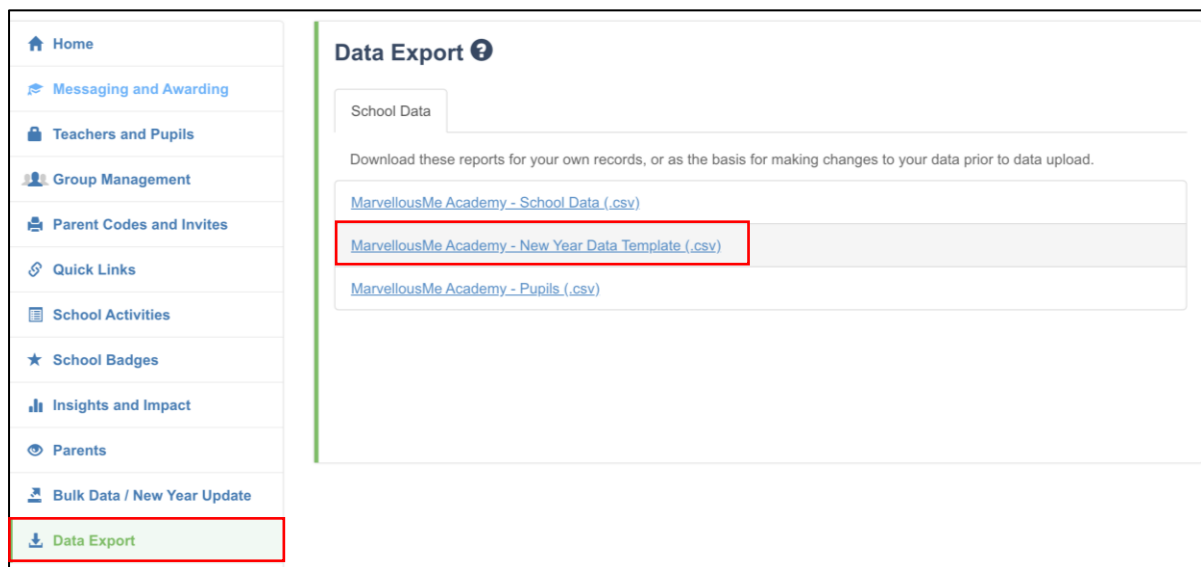 Home
Messaging and Awarding
Teachers and Pupils
Group Management
Parent Codes and Invites
Quick Links
School Activities
School Badges
Insights and Impact
Parents
Bulk Data / New Year Update
Data Export
Data Export ?
School Data
Download these reports for your own records, or as the basis for making changes to your data prior to data upload.
MarvellousMe Academy - School Data (.csv)
MarvellousMe Academy - New Year Data Template (.csv)
MarvellousMe Academy - Pupils (.csv)